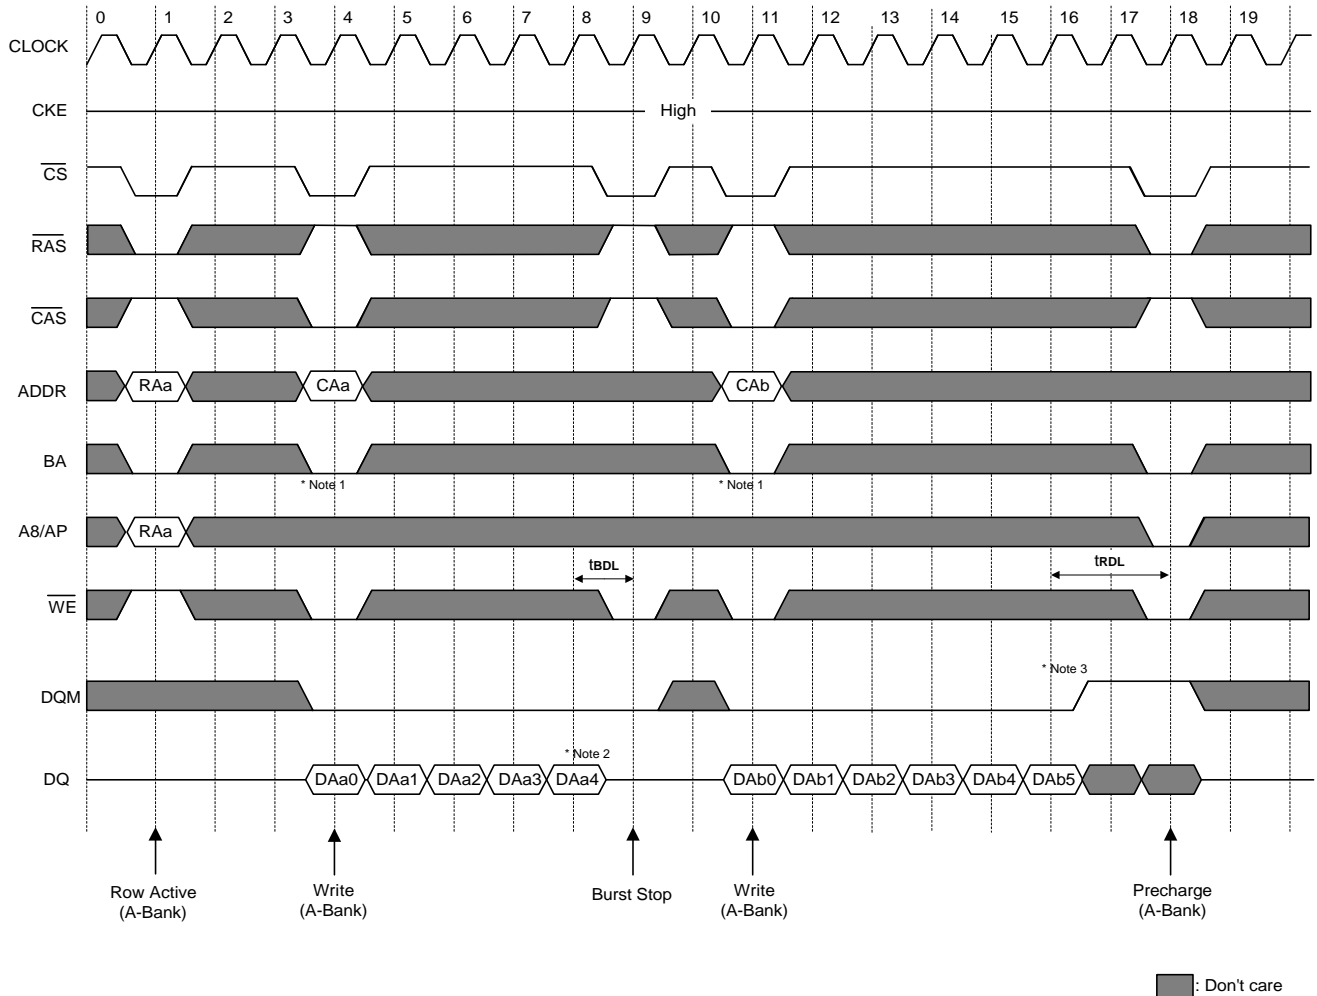 0 1 2 3 4 5 6 7 8 9 10 11 12 13 14 15 16 17 18 19
CLOCK
CKE High
CS
RAS
CAS
ADDR RAa CAa CAb
BA
* Note 1 * Note 1
A8/AP RAa
tBDL tRDL
WE
* Note 3
DQM
* Note 2
DQ DAa0 DAa1 DAa2 DAa3 DAa4 DAb0 DAb1 DAb2 DAb3 DAb4 DAb5
Row Active Write Burst Stop Write Precharge
(A-Bank) (A-Bank) (A-Bank) (A-Bank)
: Don't care